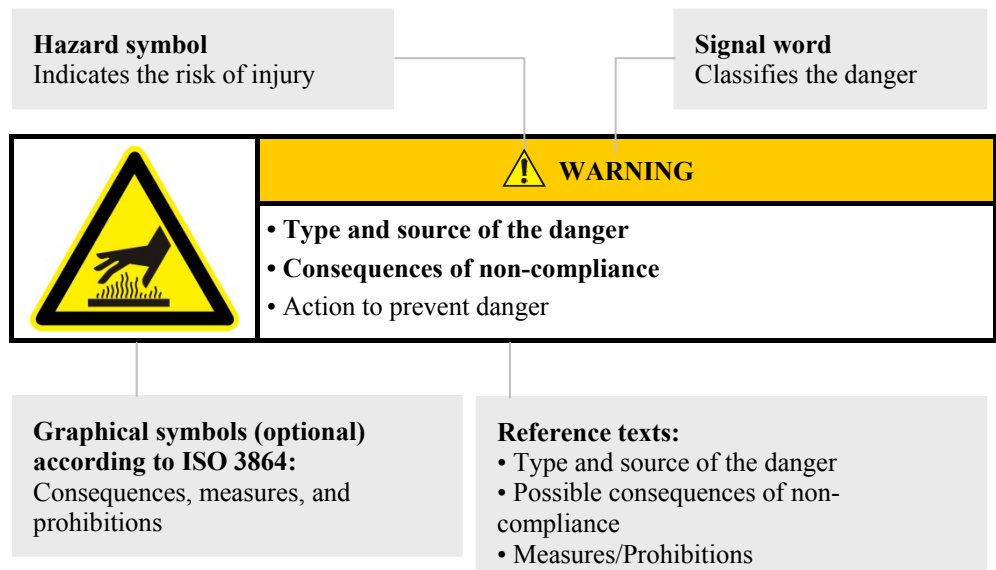 Hazard symbol
Indicates the risk of injury
Signal word
Classifies the danger
WARNING
• Type and source of the danger
• Consequences of non-compliance
• Action to prevent danger
Graphical symbols (optional)
according to ISO 3864:
Consequences, measures, and
prohibitions
Reference texts:
• Type and source of the danger
• Possible consequences of non-
compliance
• Measures/Prohibitions